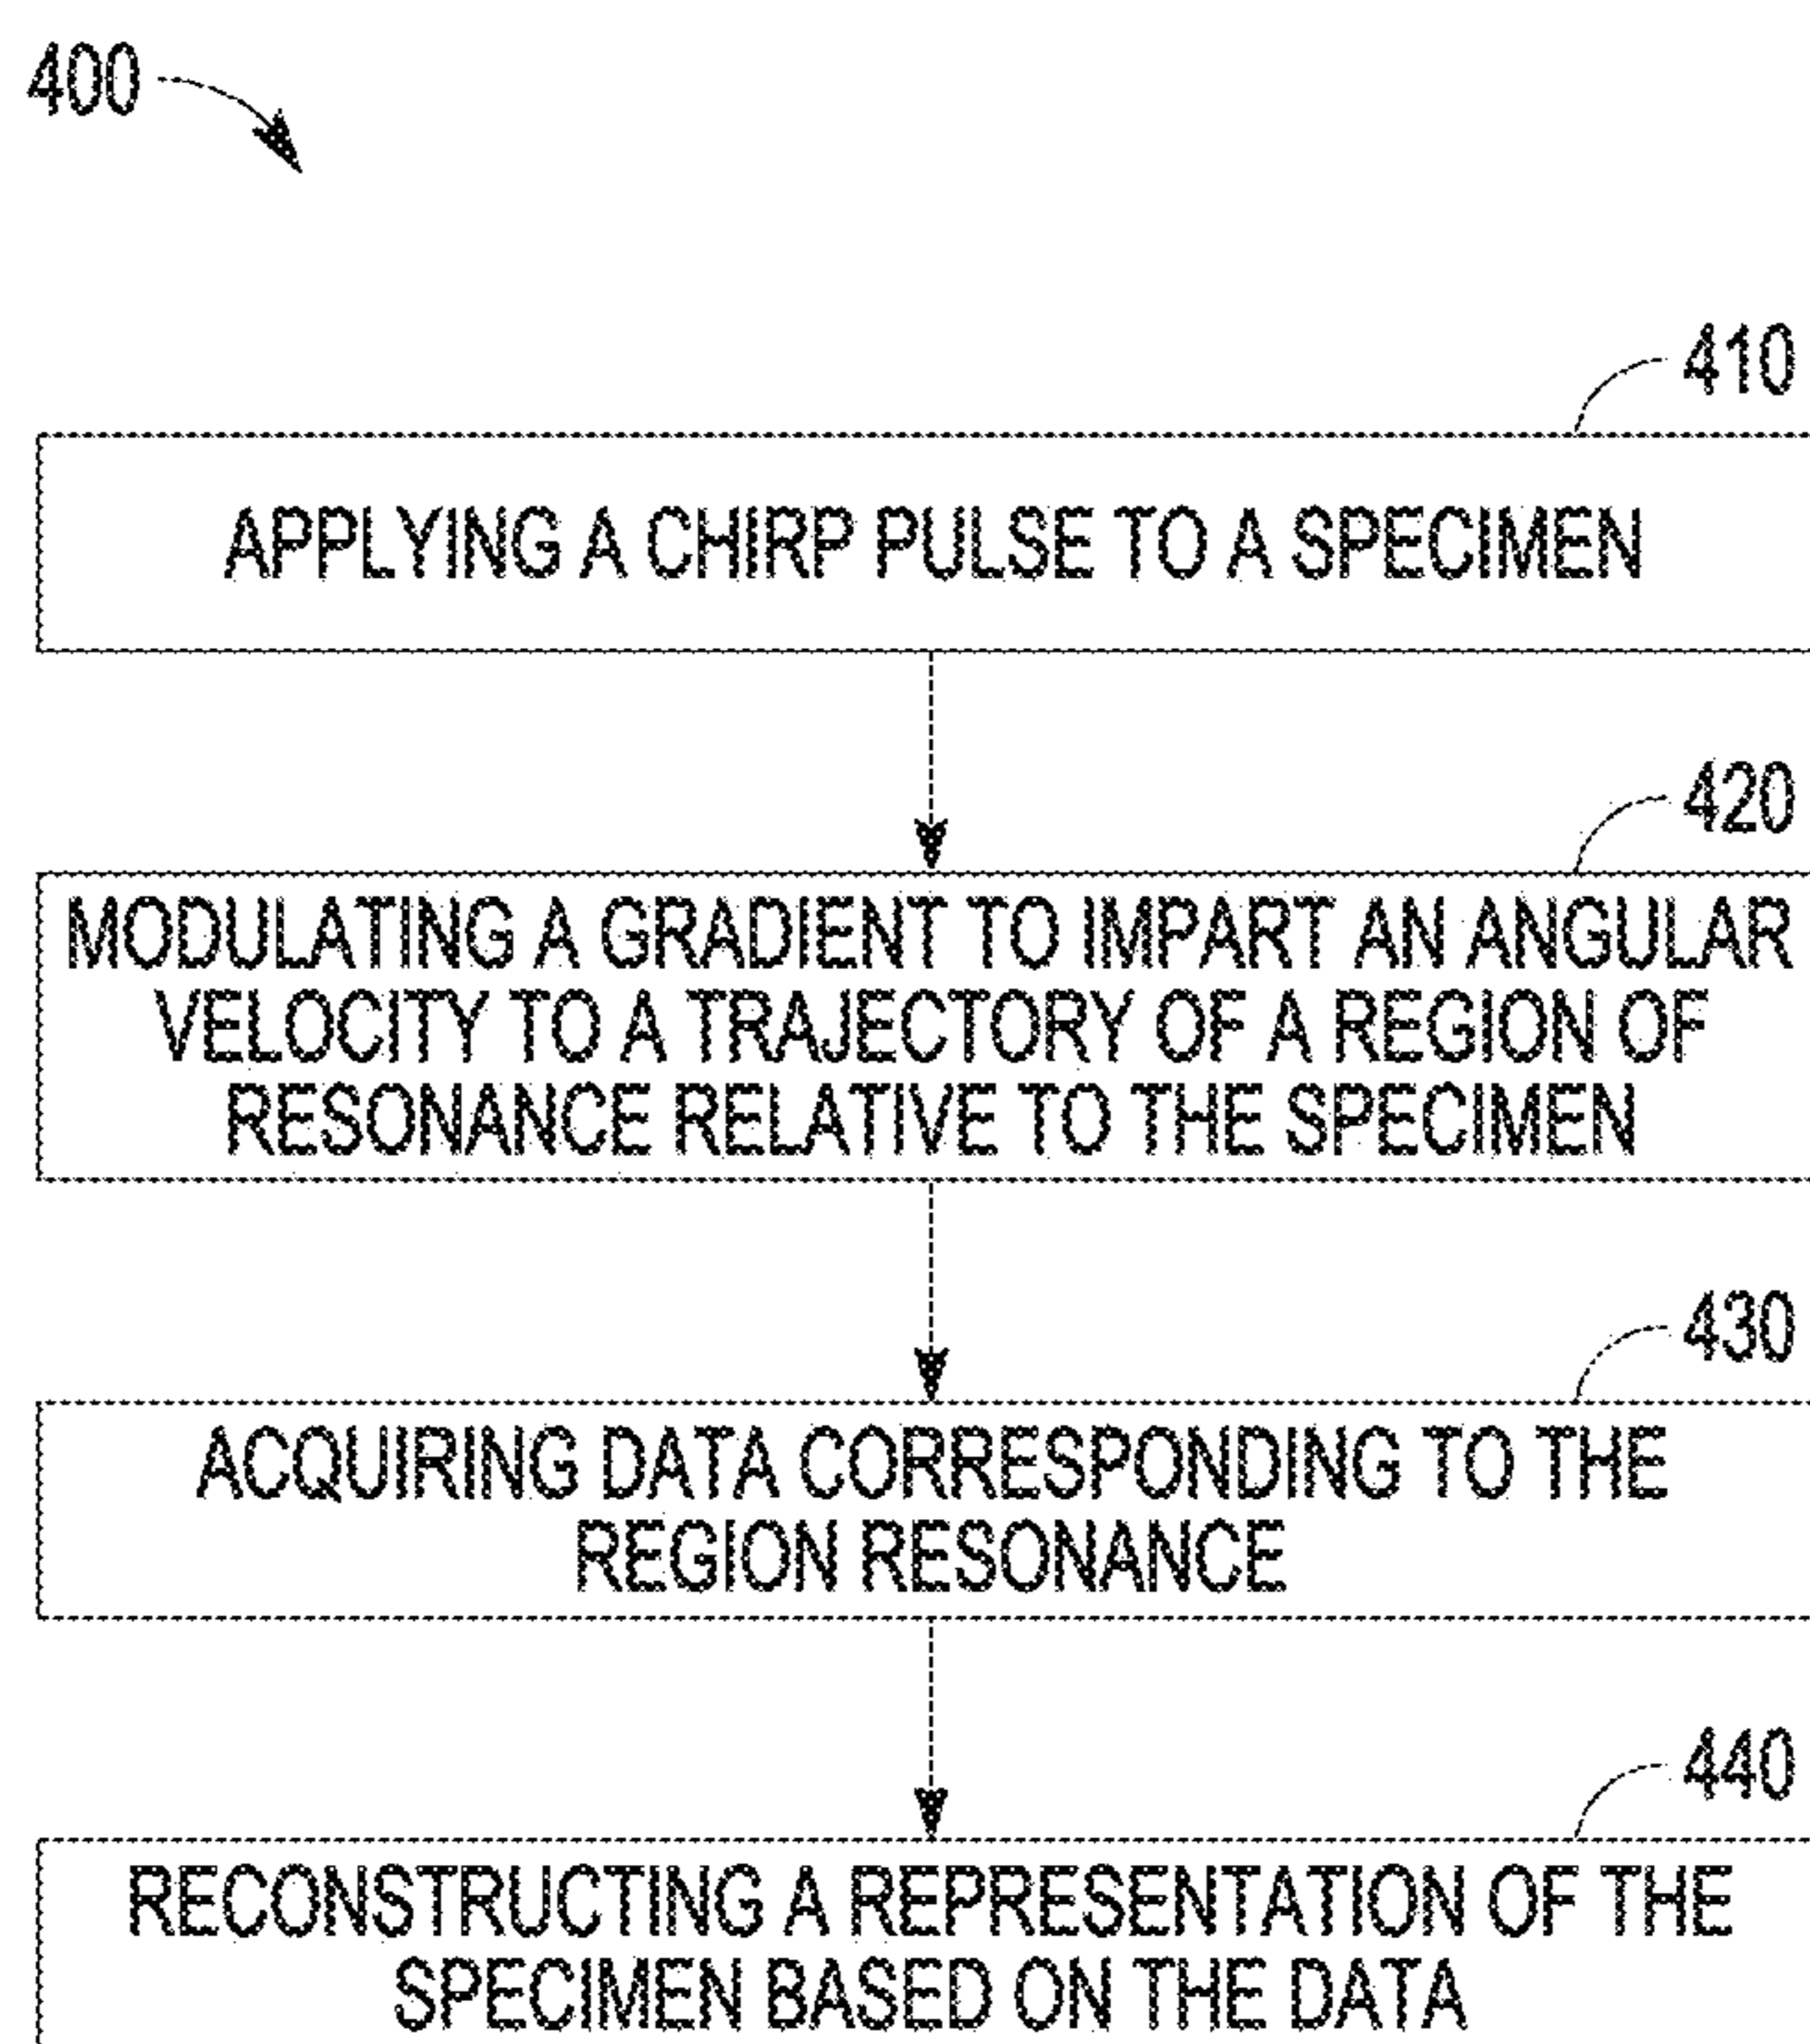 400
410
APPLYING A CHIRP PULSE TO A SPECIMEN
420
MODULATING A GRADIENT TO IMPART AN ANGULAR
VELOCITY TO A TRAJECTORY OF A REGION OF
RESONANCE RELATIVE TO THE SPECIMEN
430
ACQUIRING DATA CORRESPONDING TO THE
REGION RESONANCE
440
RECONSTRUCTING A REPRESENTATION OF THE
SPECIMEN BASED ON THE DATA